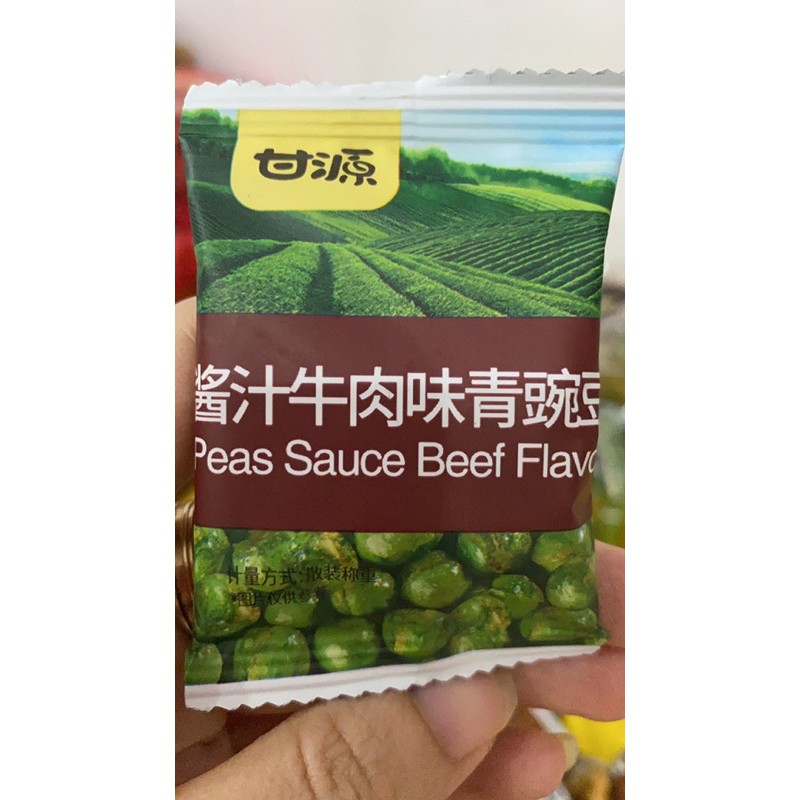 甘源
酱汁牛肉味青豌豆
Peas Sauce Beef Flavo
计量方式:散装称重
*图片仅供参考